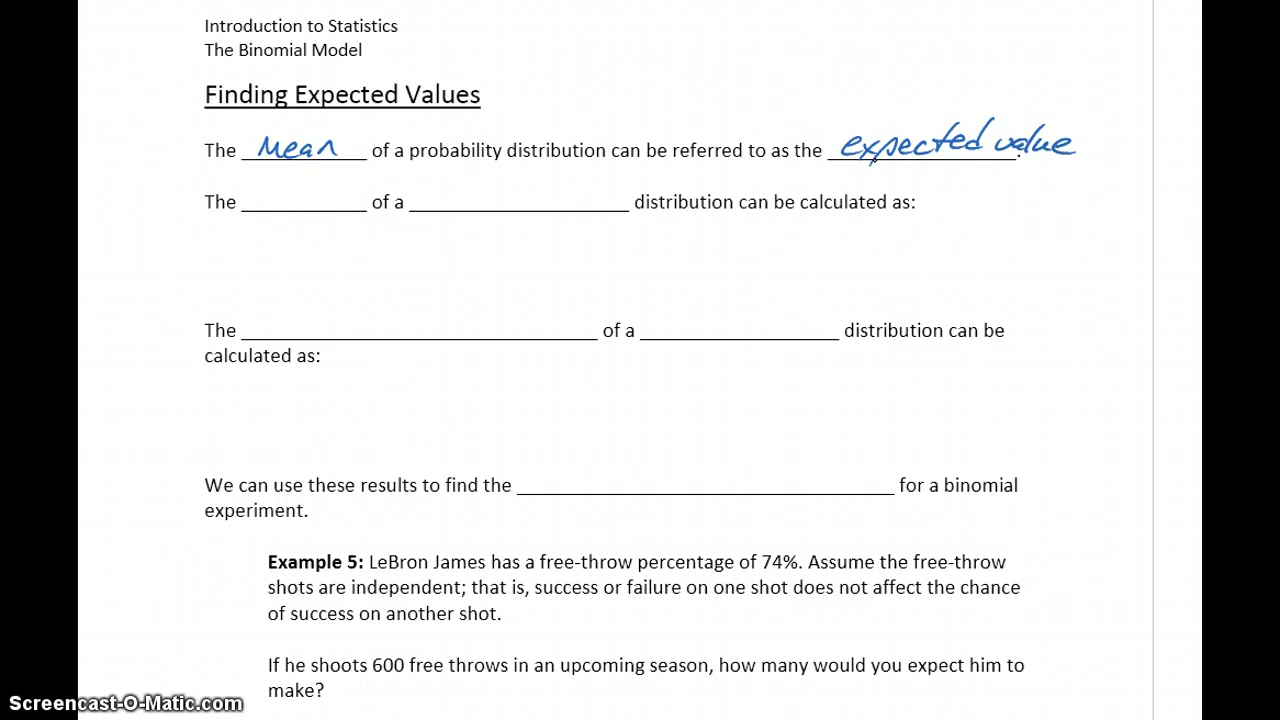 Introduction to Statistics
The Binomial Model
Finding Expected Values
The Mean of a probability distribution can be referred to as the expected value.
The ____________ of a _____________________ distribution can be calculated as:
The __________________________________ of a ___________________ distribution can be
calculated as:
We can use these results to find the ____________________________________ for a binomial
experiment.
Example 5: LeBron James has a free-throw percentage of 74%. Assume the free-throw
shots are independent; that is, success or failure on one shot does not affect the chance
of success on another shot.
If he shoots 600 free throws in an upcoming season, how many would you expect him to
make?
Screencast-O-Matic.com